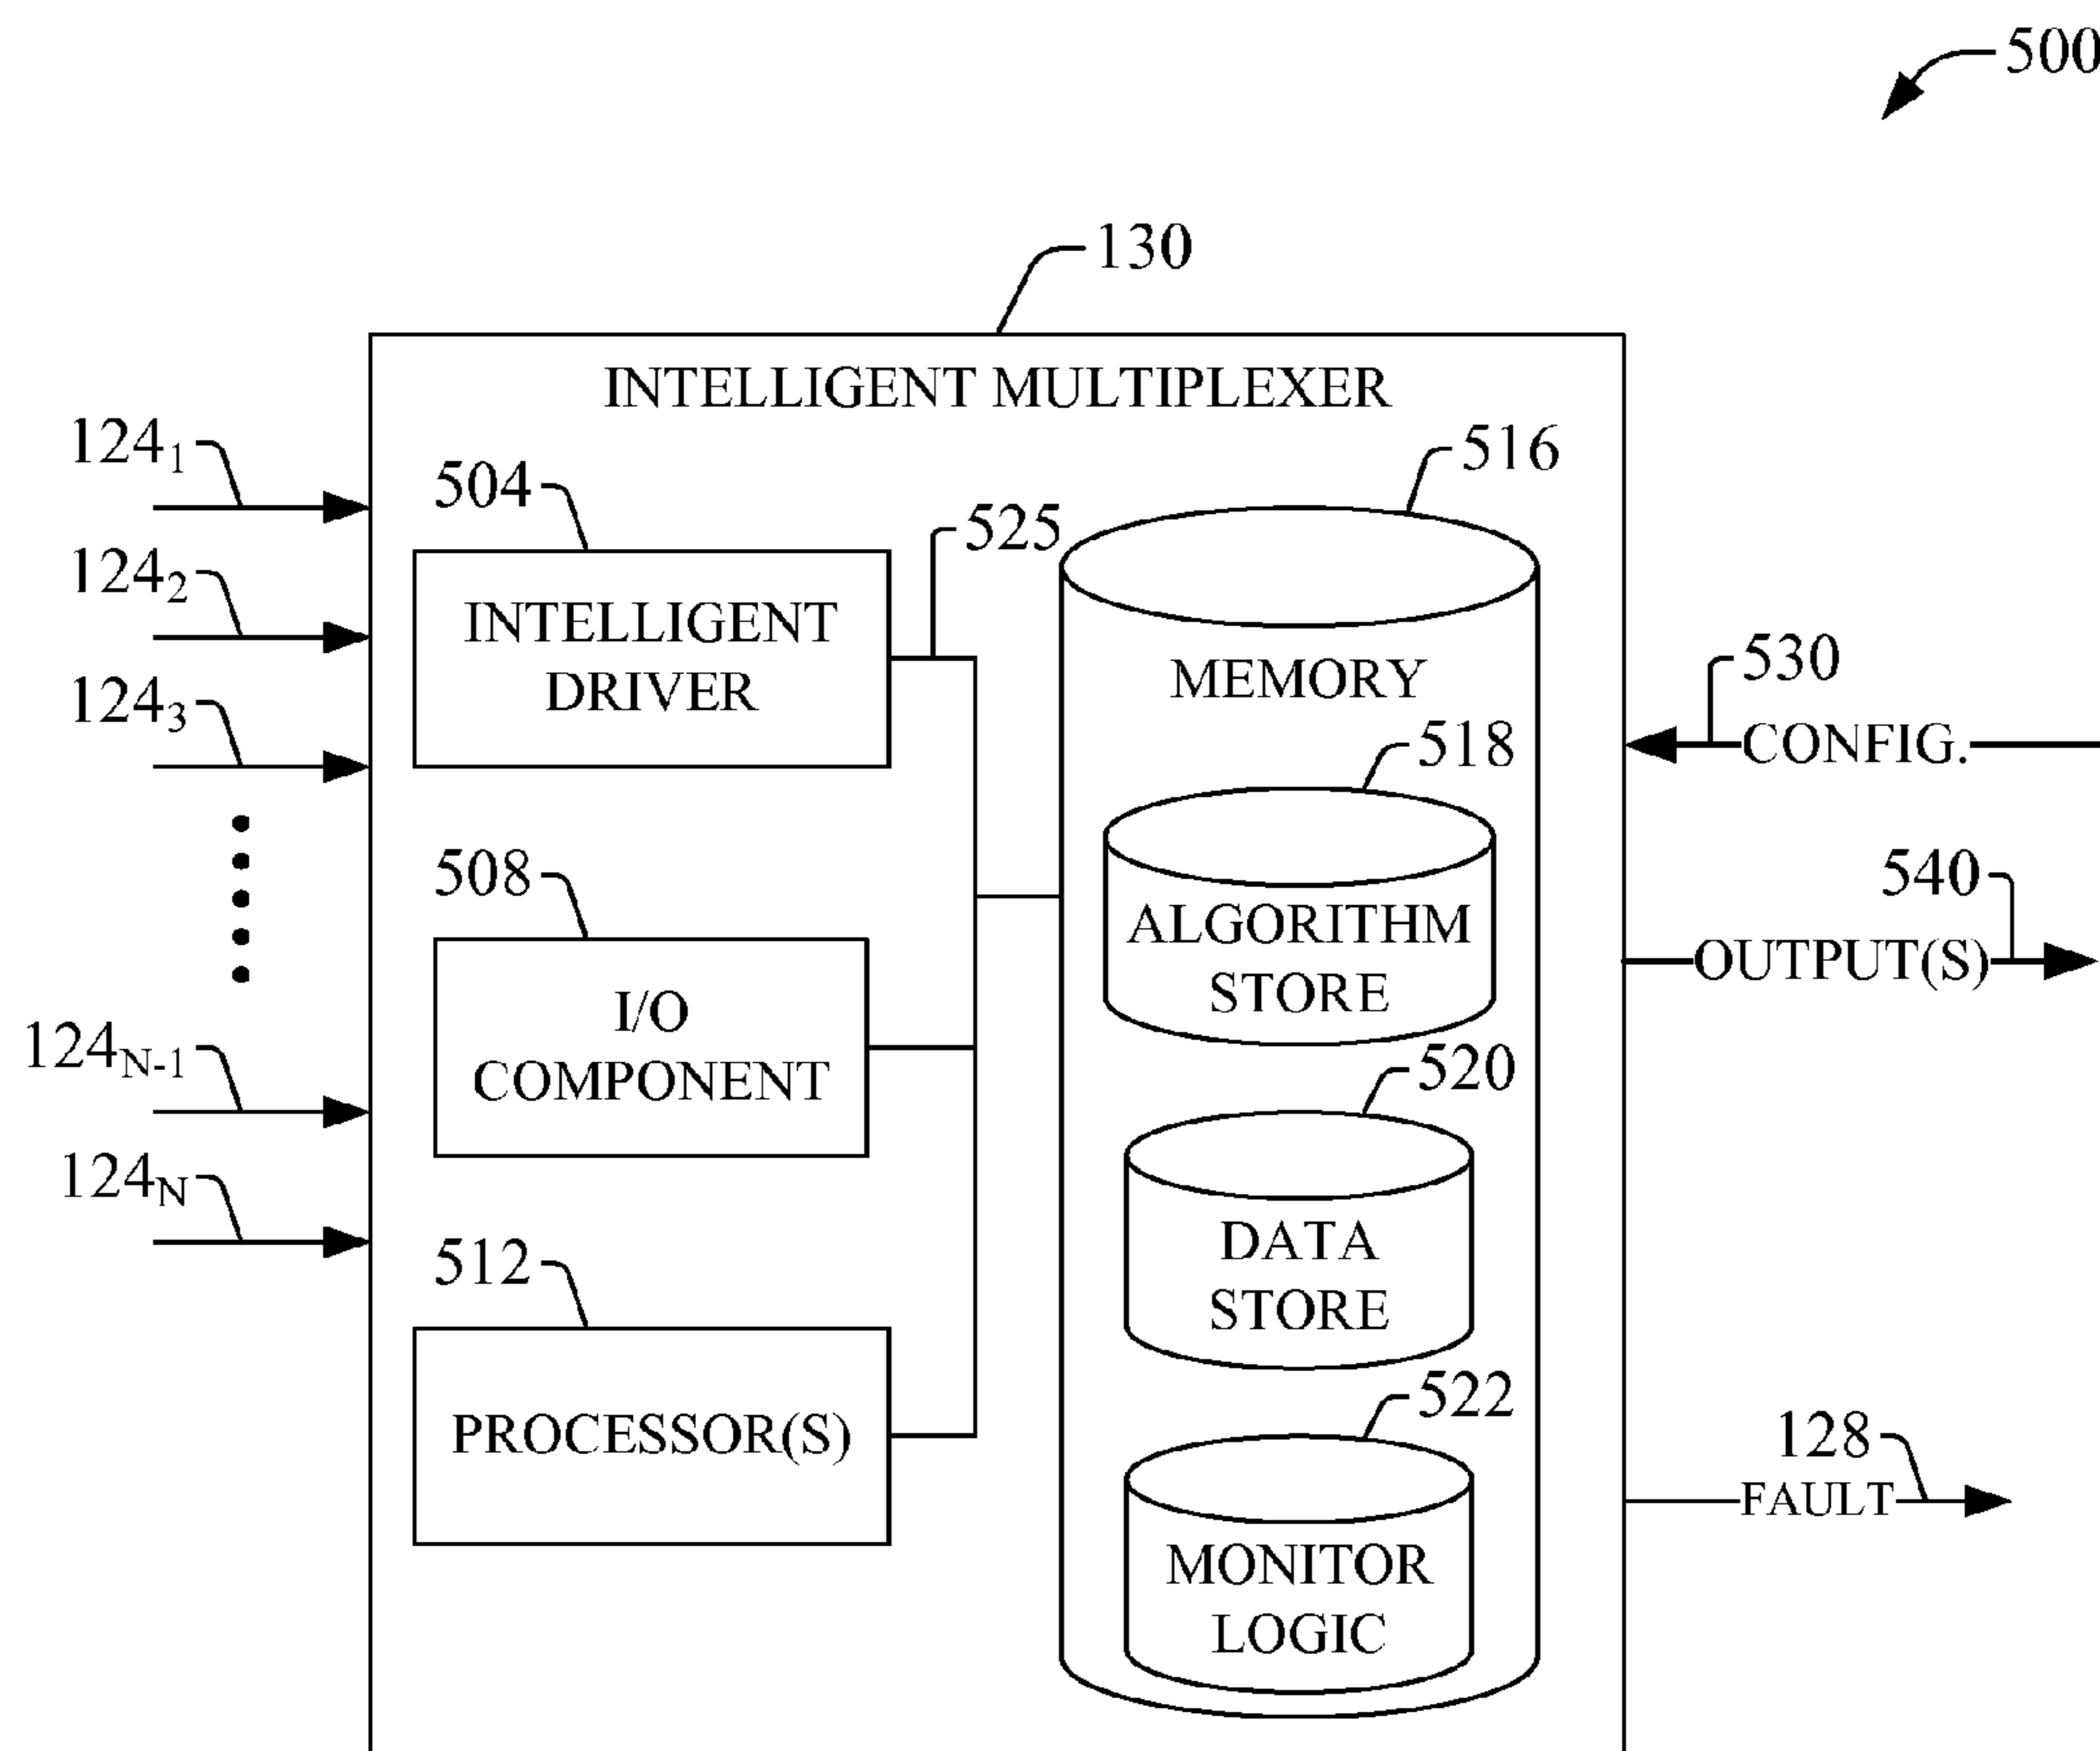 500
130
INTELLIGENT MULTIPLEXER
124₁
516
504
525
124₂
INTELLIGENT
DRIVER
MEMORY
530
124₃
518
CONFIG.
508
540
ALGORITHM
STORE
OUTPUT(S)
I/O
COMPONENT
124N-1
520
124N
DATA
STORE
512
522
PROCESSOR(S)
128
FAULT
MONITOR
LOGIC